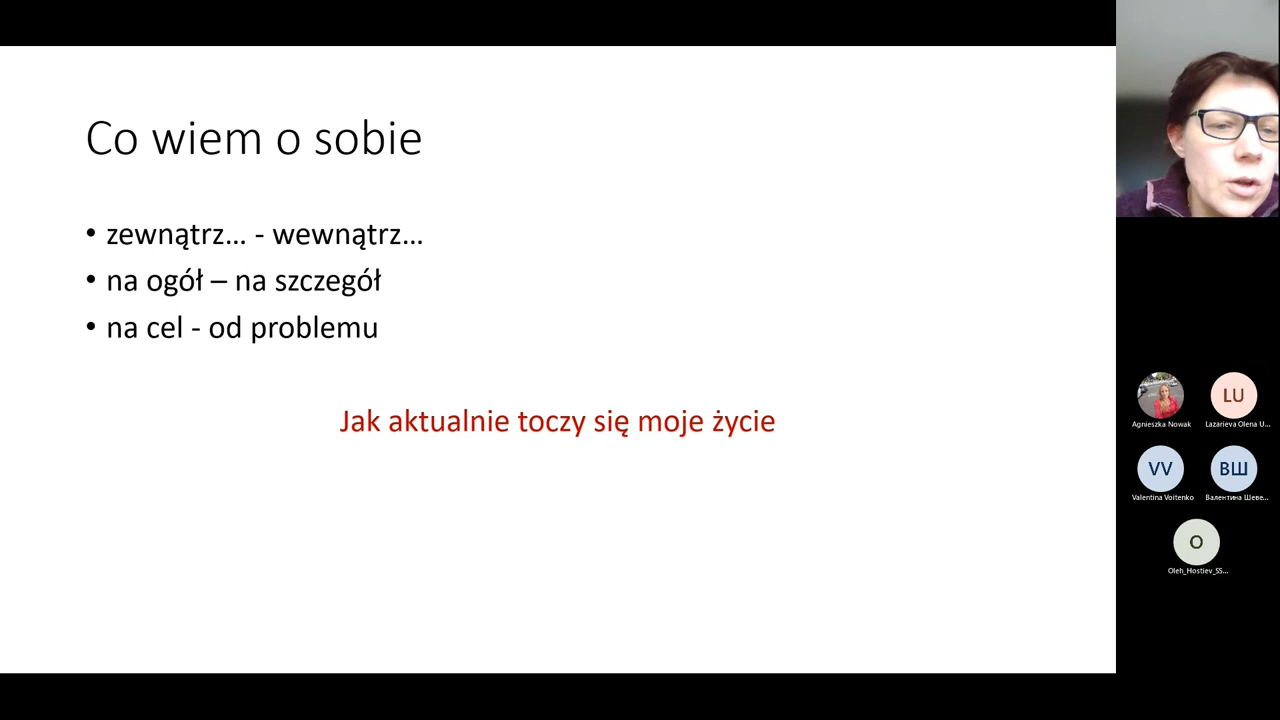 Co wiem o sobie
• zewnątrz... - wewnątrz...
• na ogół – na szczegół
• na cel - od problemu
Jak aktualnie toczy się moje życie
Agnieszka Nowak
LU
Lazarieva Olena U...
VV
Valentina Voitenko
ВШ
Валентина Шеве...
O
Oleh_Hostiev_SS...